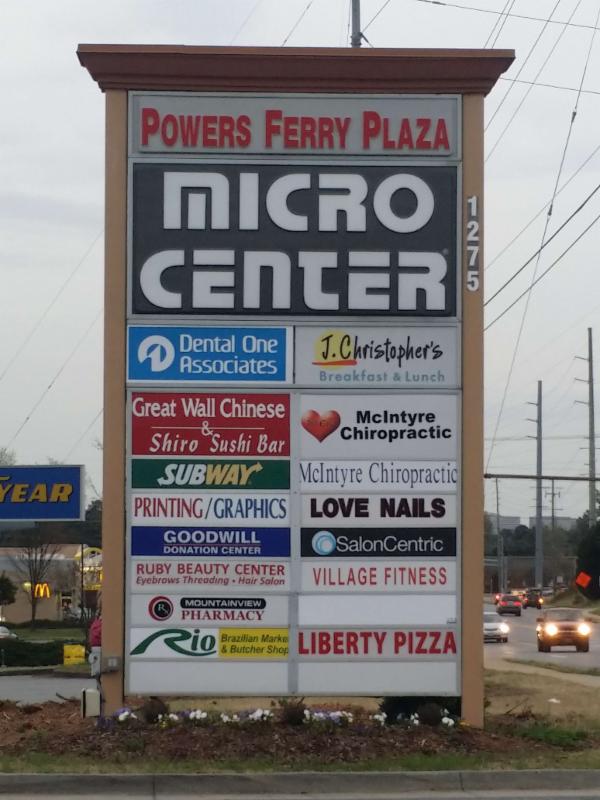 POWERS FERRY PLAZA
MICRO
CENTER
1275
Dental One
Associates
J. Christopher's
Breakfast & Lunch
Great Wall Chinese
&
Shiro Sushi Bar
McIntyre
Chiropractic
SUBWAY
McIntyre Chiropractic
PRINTING/GRAPHICS
LOVE NAILS
GOODWILL
DONATION CENTER
SalonCentric
RUBY BEAUTY CENTER
Eyebrows Threading • Hair Salon
VILLAGE FITNESS
MOUNTAINVIEW
PHARMACY
Rio
Brazilian Market
& Butcher Shop
LIBERTY PIZZA
YEAR